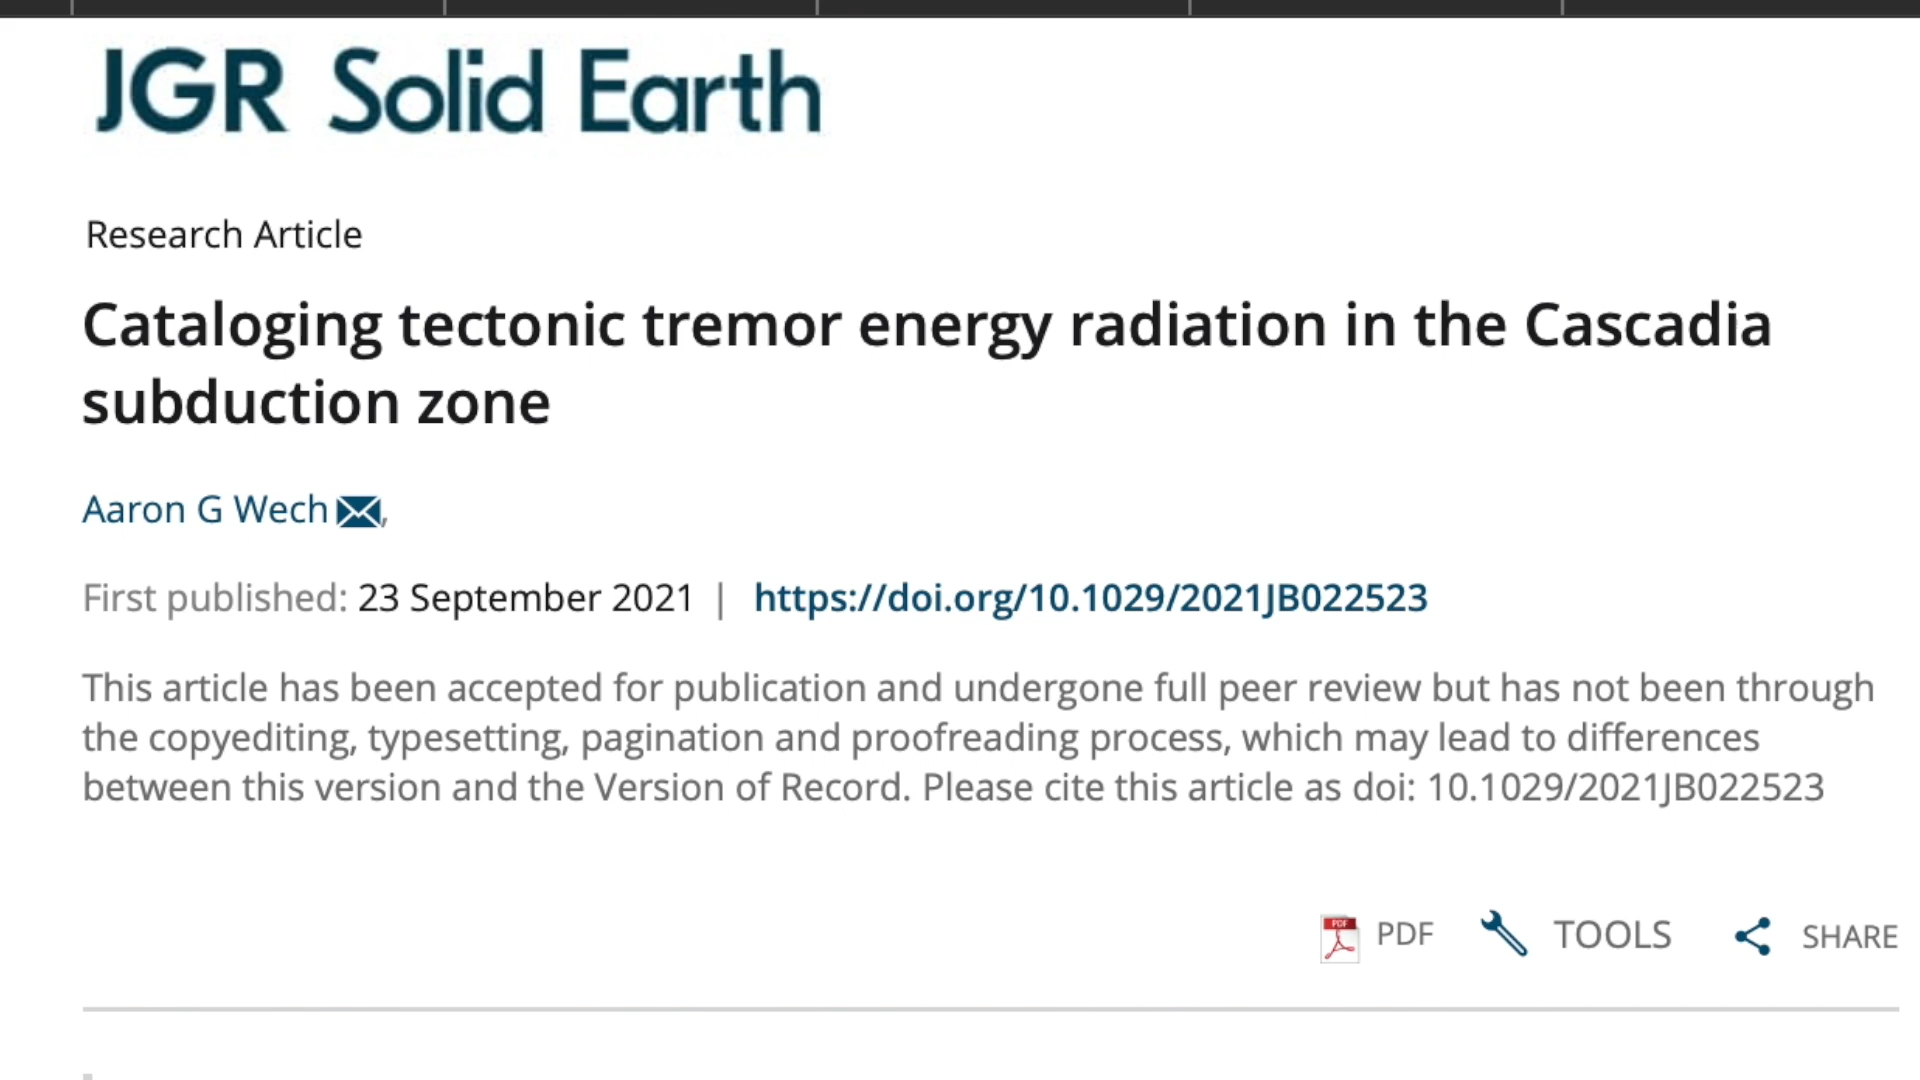 JGR Solid Earth
Research Article
Cataloging tectonic tremor energy radiation in the Cascadia
subduction zone
Aaron G Wech ,
First published: 23 September 2021 | https://doi.org/10.1029/2021JB022523
This article has been accepted for publication and undergone full peer review but has not been through
the copyediting, typesetting, pagination and proofreading process, which may lead to differences
between this version and the Version of Record. Please cite this article as doi: 10.1029/2021JB022523
PDF PDF TOOLS SHARE